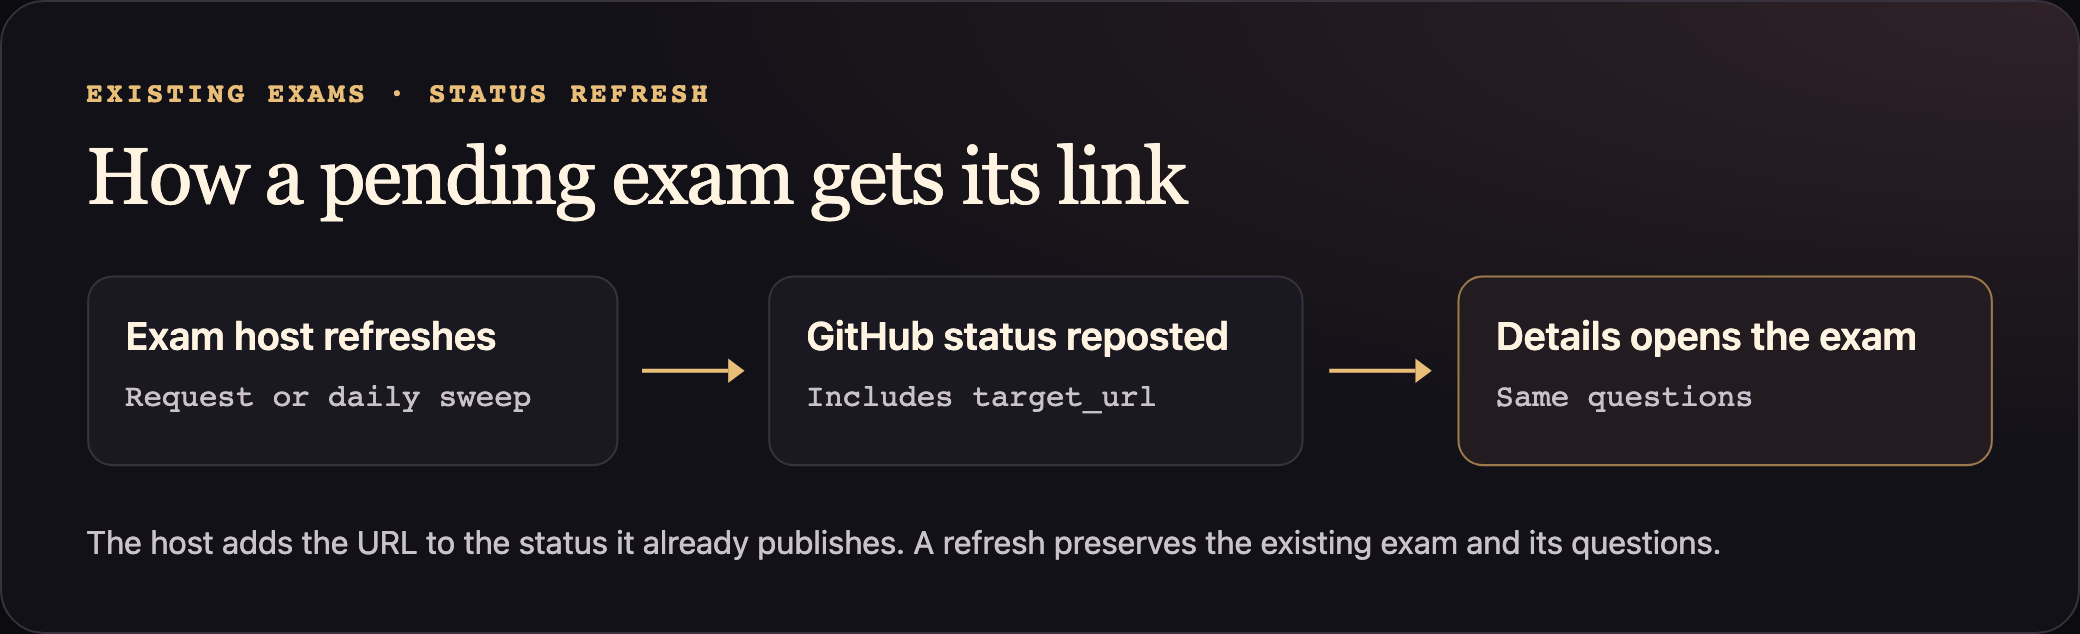 EXISTING EXAMS · STATUS REFRESH
How a pending exam gets its link
Exam host refreshes
Request or daily sweep
GitHub status reposted
Includes target_url
Details opens the exam
Same questions
The host adds the URL to the status it already publishes. A refresh preserves the existing exam and its questions.